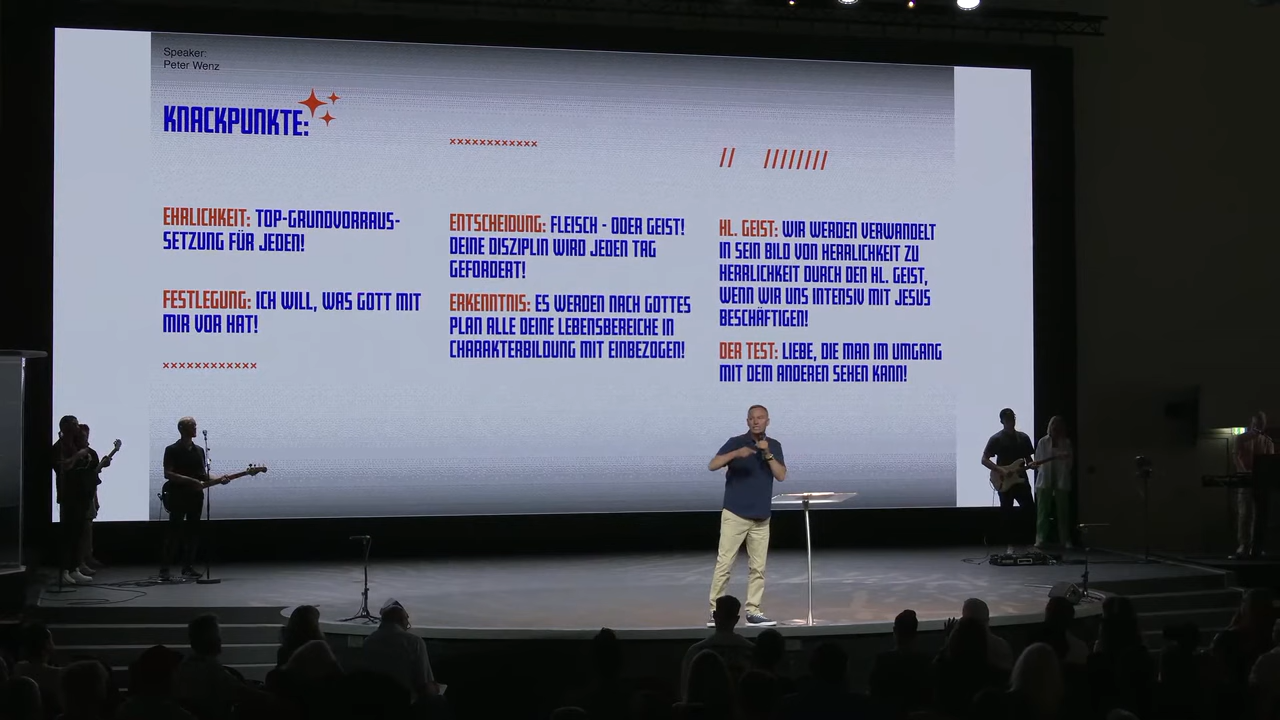 Speaker:
Peter Wenz
KNACKPUNKTE:
EHRLICHKEIT: TOP-GRUNDVORRAUS-
SETZUNG FÜR JEDEN!
FESTLEGUNG: ICH WILL, WAS GOTT MIT
MIR VOR HAT!
ENTSCHEIDUNG: FLEISCH - ODER GEIST!
DEINE DISZIPLIN WIRD JEDEN TAG
GEFORDERT!
ERKENNTNIS: ES WERDEN NACH GOTTES
PLAN ALLE DEINE LEBENSBEREICHE IN
CHARAKTERBILDUNG MIT EINBEZOGEN!
HL. GEIST: WIR WERDEN VERWANDELT
IN SEIN BILD VON HERRLICHKEIT ZU
HERRLICHKEIT DURCH DEN HL. GEIST,
WENN WIR UNS INTENSIV MIT JESUS
BESCHÄFTIGEN!
DER TEST: LIEBE, DIE MAN IM UMGANG
MIT DEM ANDEREN SEHEN KANN!